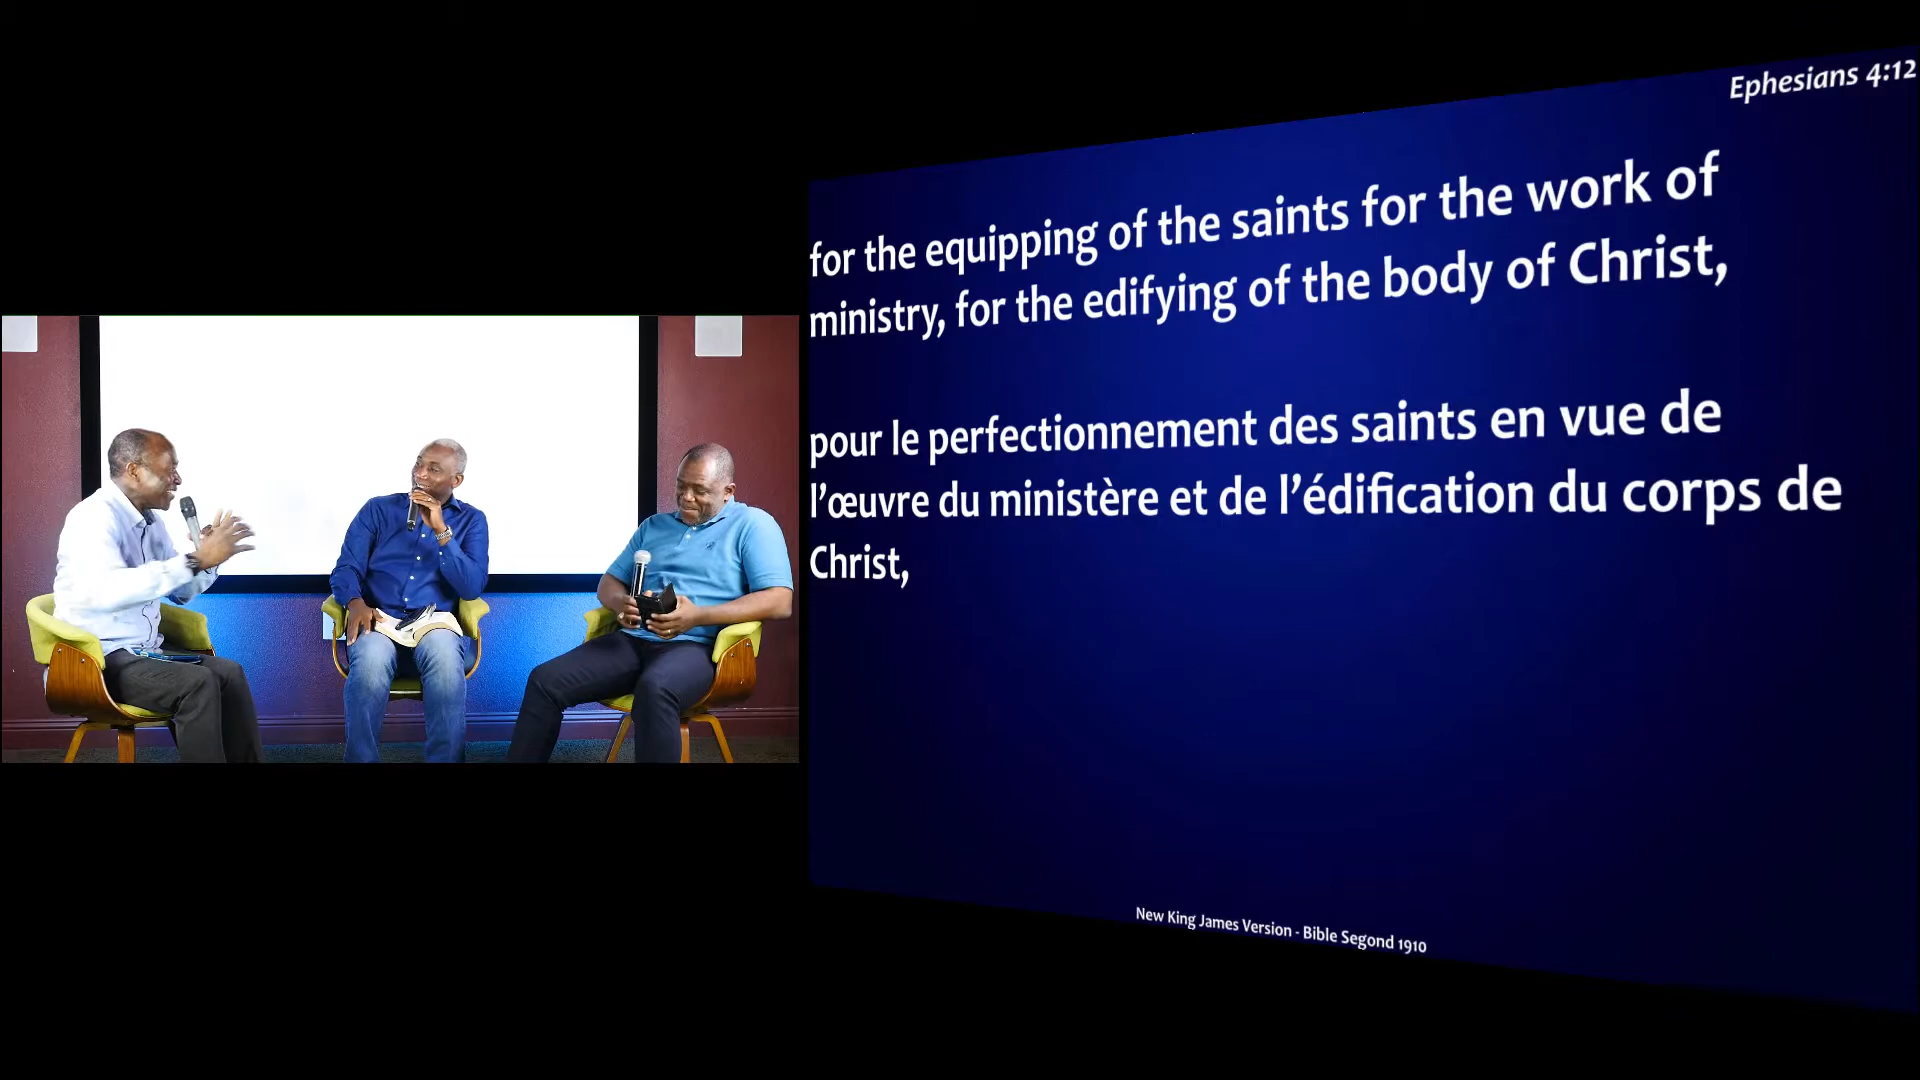 Ephesians 4:12
for the equipping of the saints for the work of
ministry, for the edifying of the body of Christ,
pour le perfectionnement des saints en vue de
l’œuvre du ministère et de l’édification du corps de
Christ,
New King James Version - Bible Segond 1910